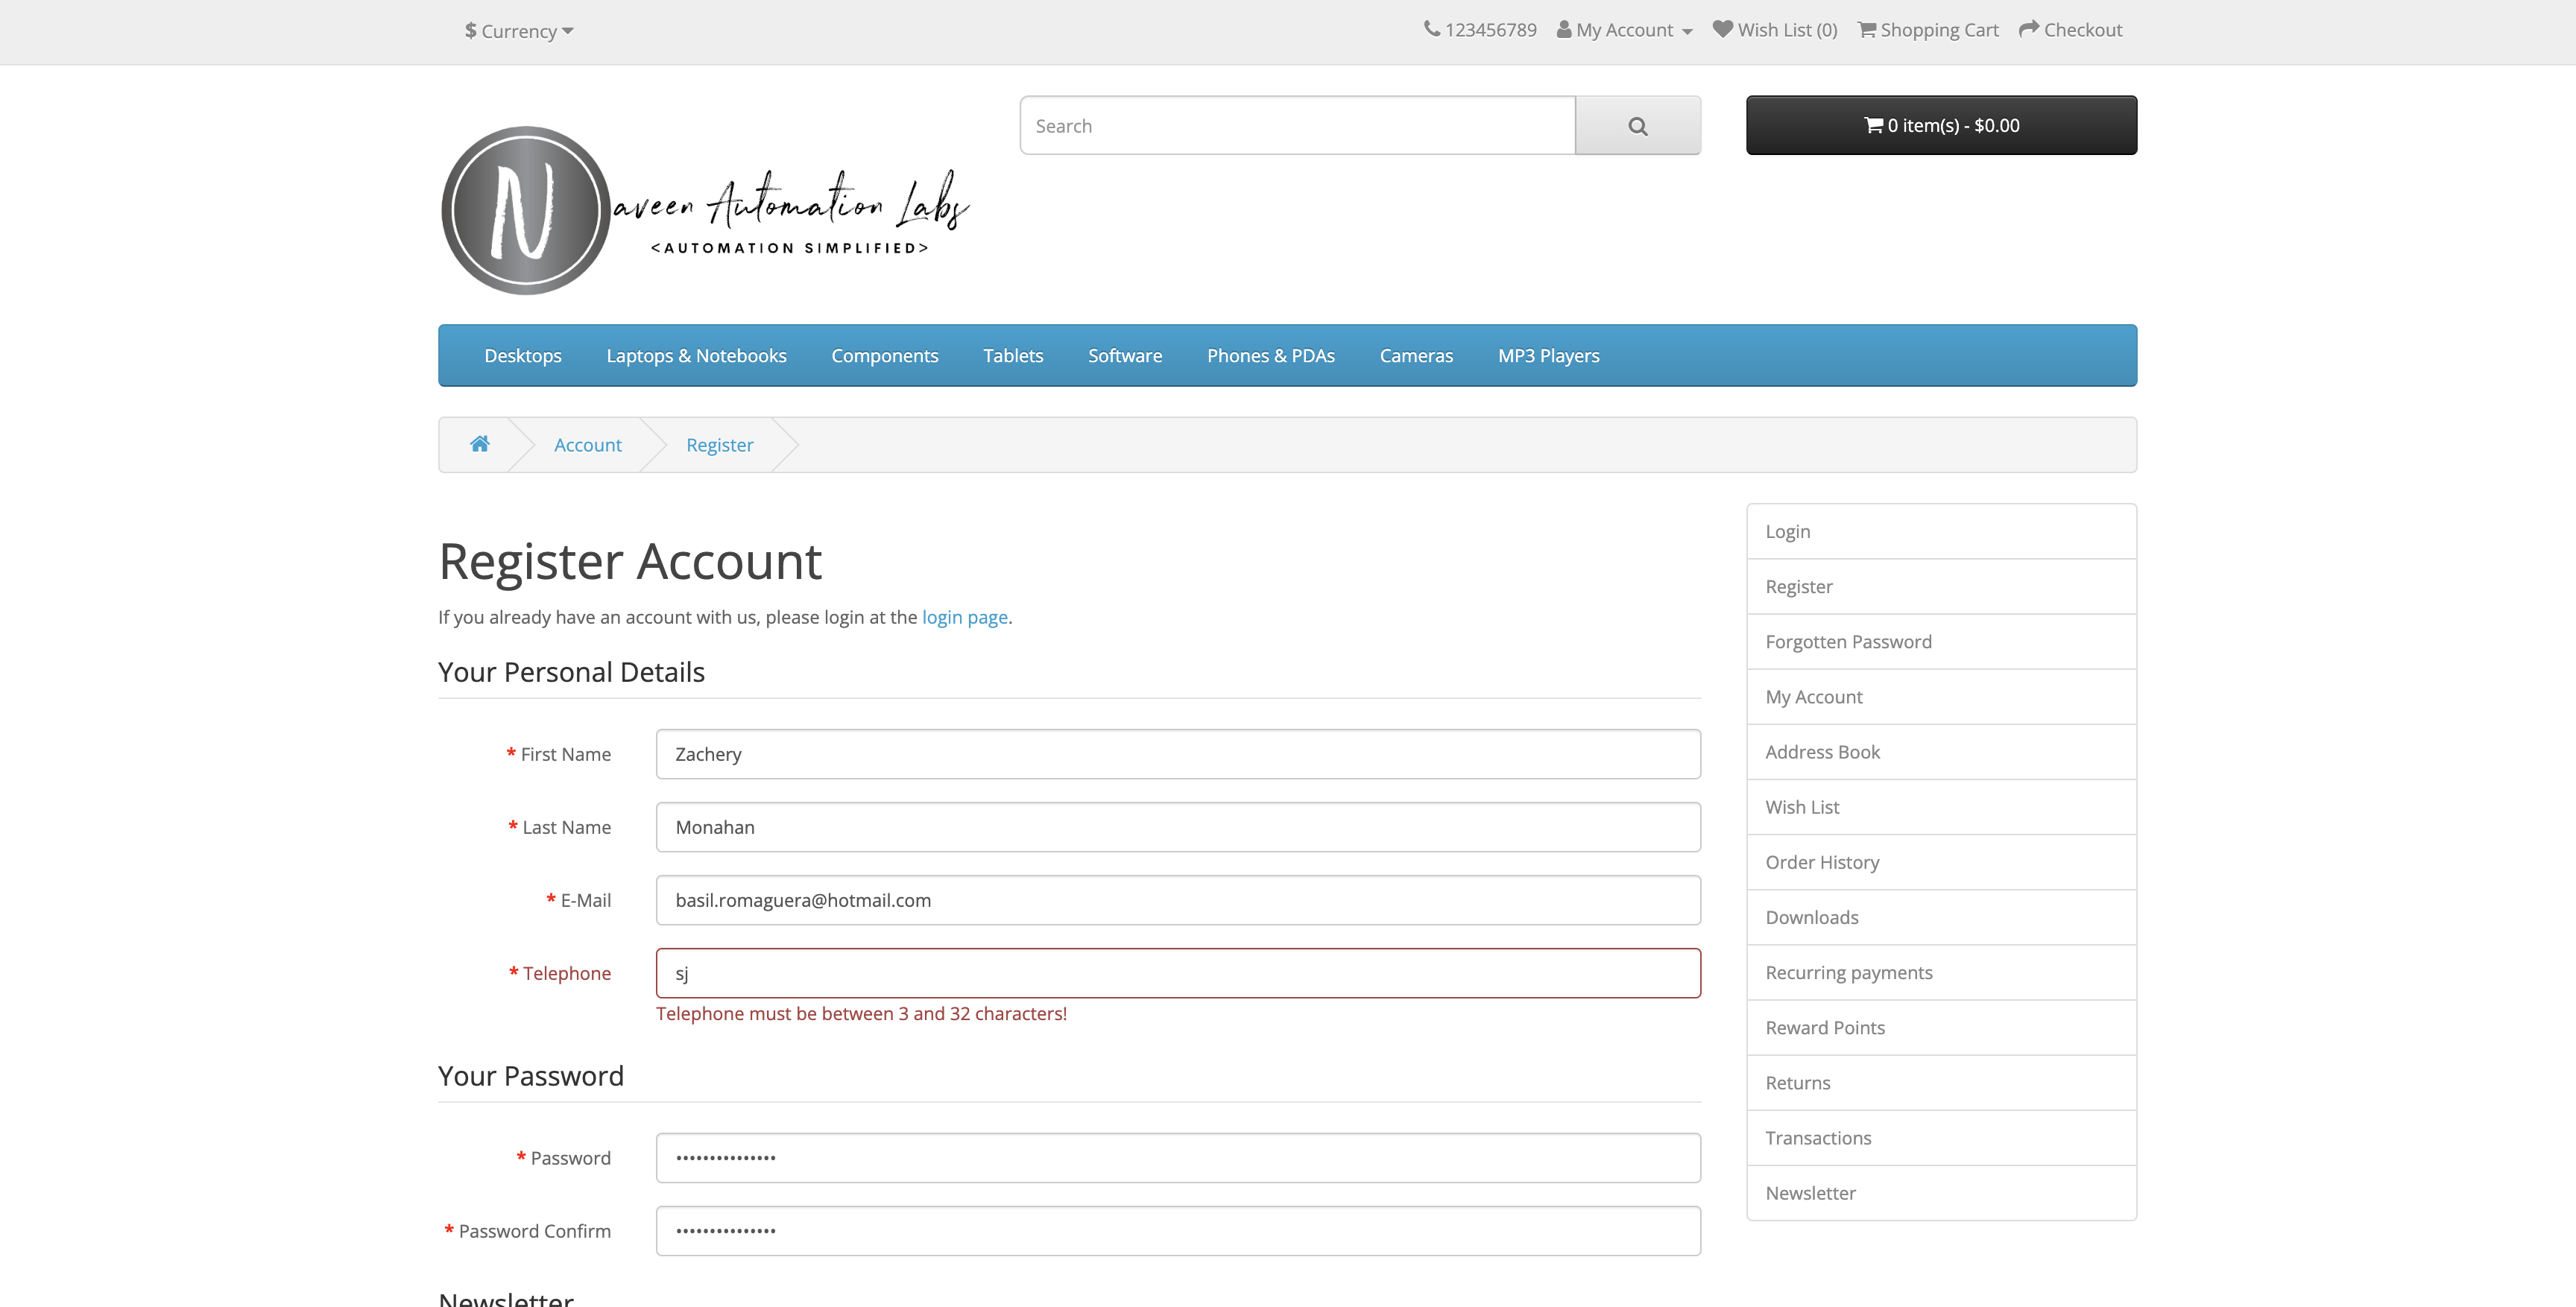 $ Currency
123456789 My Account Wish List (0) Shopping Cart Checkout
Search
0 item(s) - $0.00
Naveen Automation Labs
<AUTOMATION SIMPLIFIED>
Desktops Laptops & Notebooks Components Tablets Software Phones & PDAs Cameras MP3 Players
Account Register
Register Account
If you already have an account with us, please login at the login page.
Your Personal Details
* First Name Zachery
* Last Name Monahan
* E-Mail basil.romaguera@hotmail.com
* Telephone sj
Telephone must be between 3 and 32 characters!
Your Password
* Password •••••••••••••••
* Password Confirm •••••••••••••••
Newsletter
Login
Register
Forgotten Password
My Account
Address Book
Wish List
Order History
Downloads
Recurring payments
Reward Points
Returns
Transactions
Newsletter